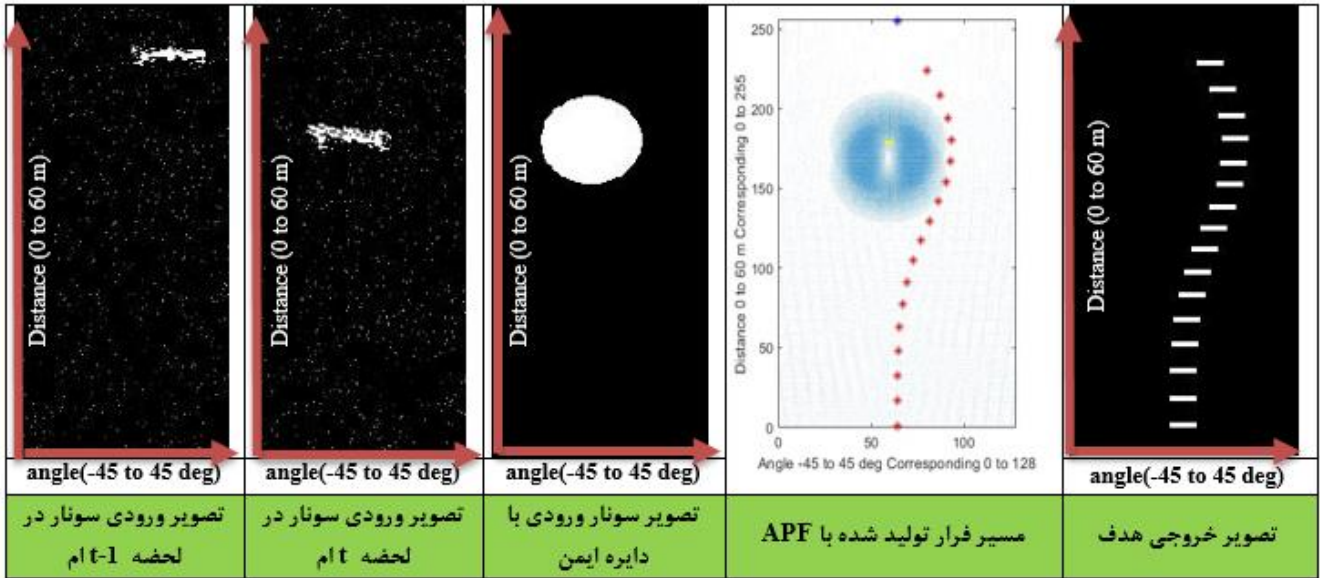 Distance (0 to 60 m)
angle(-45 to 45 deg)
تصویر ورودی سونار در
لحضه t-1 ام
Distance (0 to 60 m)
angle(-45 to 45 deg)
تصویر ورودی سونار در
لحضه t ام
Distance (0 to 60 m)
angle(-45 to 45 deg)
تصویر سونار ورودی با
دایره ایمن
Distance 0 to 60 m Corresponding 0 to 255
250
200
150
100
50
0
0 50 100
Angle -45 to 45 deg Corresponding 0 to 128
مسیر فرار تولید شده با APF
Distance (0 to 60 m)
angle(-45 to 45 deg)
تصویر خروجی هدف